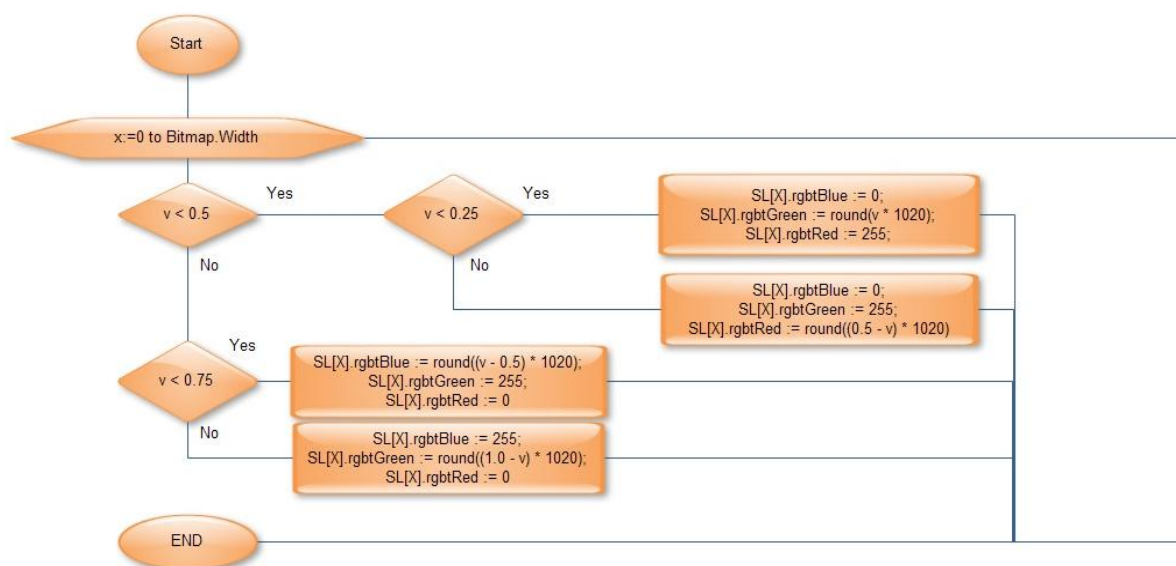 Start
x:=0 to Bitmap.Width
v < 0.5
Yes
v < 0.25
Yes
SL[X].rgbtBlue := 0;
SL[X].rgbtGreen := round(v * 1020);
SL[X].rgbtRed := 255;
No
No
SL[X].rgbtBlue := 0;
SL[X].rgbtGreen := 255;
SL[X].rgbtRed := round((0.5 - v) * 1020)
v < 0.75
Yes
SL[X].rgbtBlue := round((v - 0.5) * 1020);
SL[X].rgbtGreen := 255;
SL[X].rgbtRed := 0
No
SL[X].rgbtBlue := 255;
SL[X].rgbtGreen := round((1.0 - v) * 1020);
SL[X].rgbtRed := 0
END